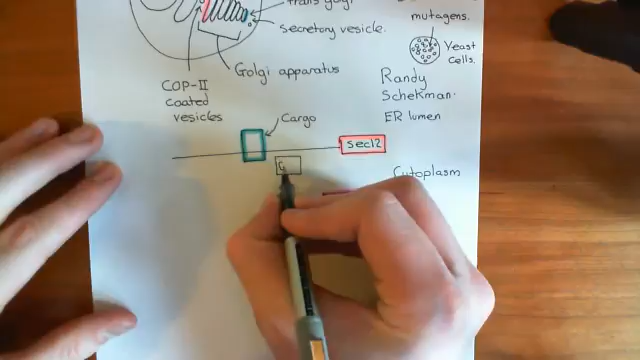 trans golgi
secretory vesicle.
Golgi apparatus
COP-II
coated
vesicles
mutagens.
Yeast
Cells.
Randy
Schekman.
ER lumen
Cargo
sec12
Cytoplasm